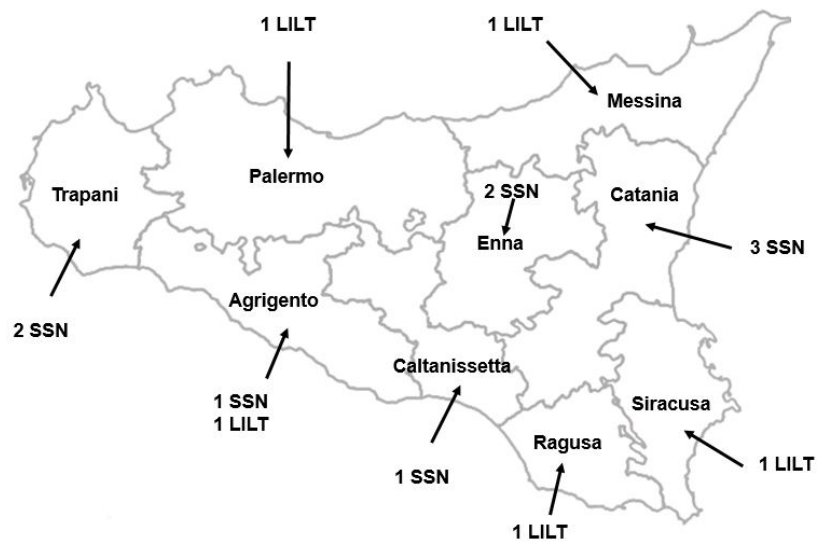 1 LILT
1 LILT
Messina
Palermo
Trapani
2 SSN
Catania
Enna
3 SSN
Agrigento
2 SSN
Caltanissetta
1 SSN
1 LILT
Siracusa
Ragusa
1 SSN
1 LILT
1 LILT